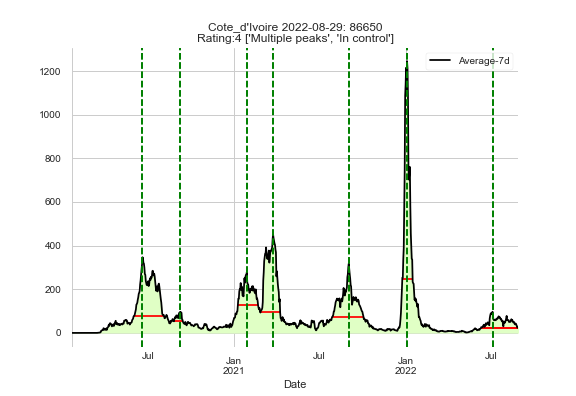 Cote_d'Ivoire 2022-08-29: 86650
Rating:4 ['Multiple peaks', 'In control']
Average-7d
1200
1000
800
600
400
200
0
Jul
Jan
2021
Jul
Jan
2022
Jul
Date